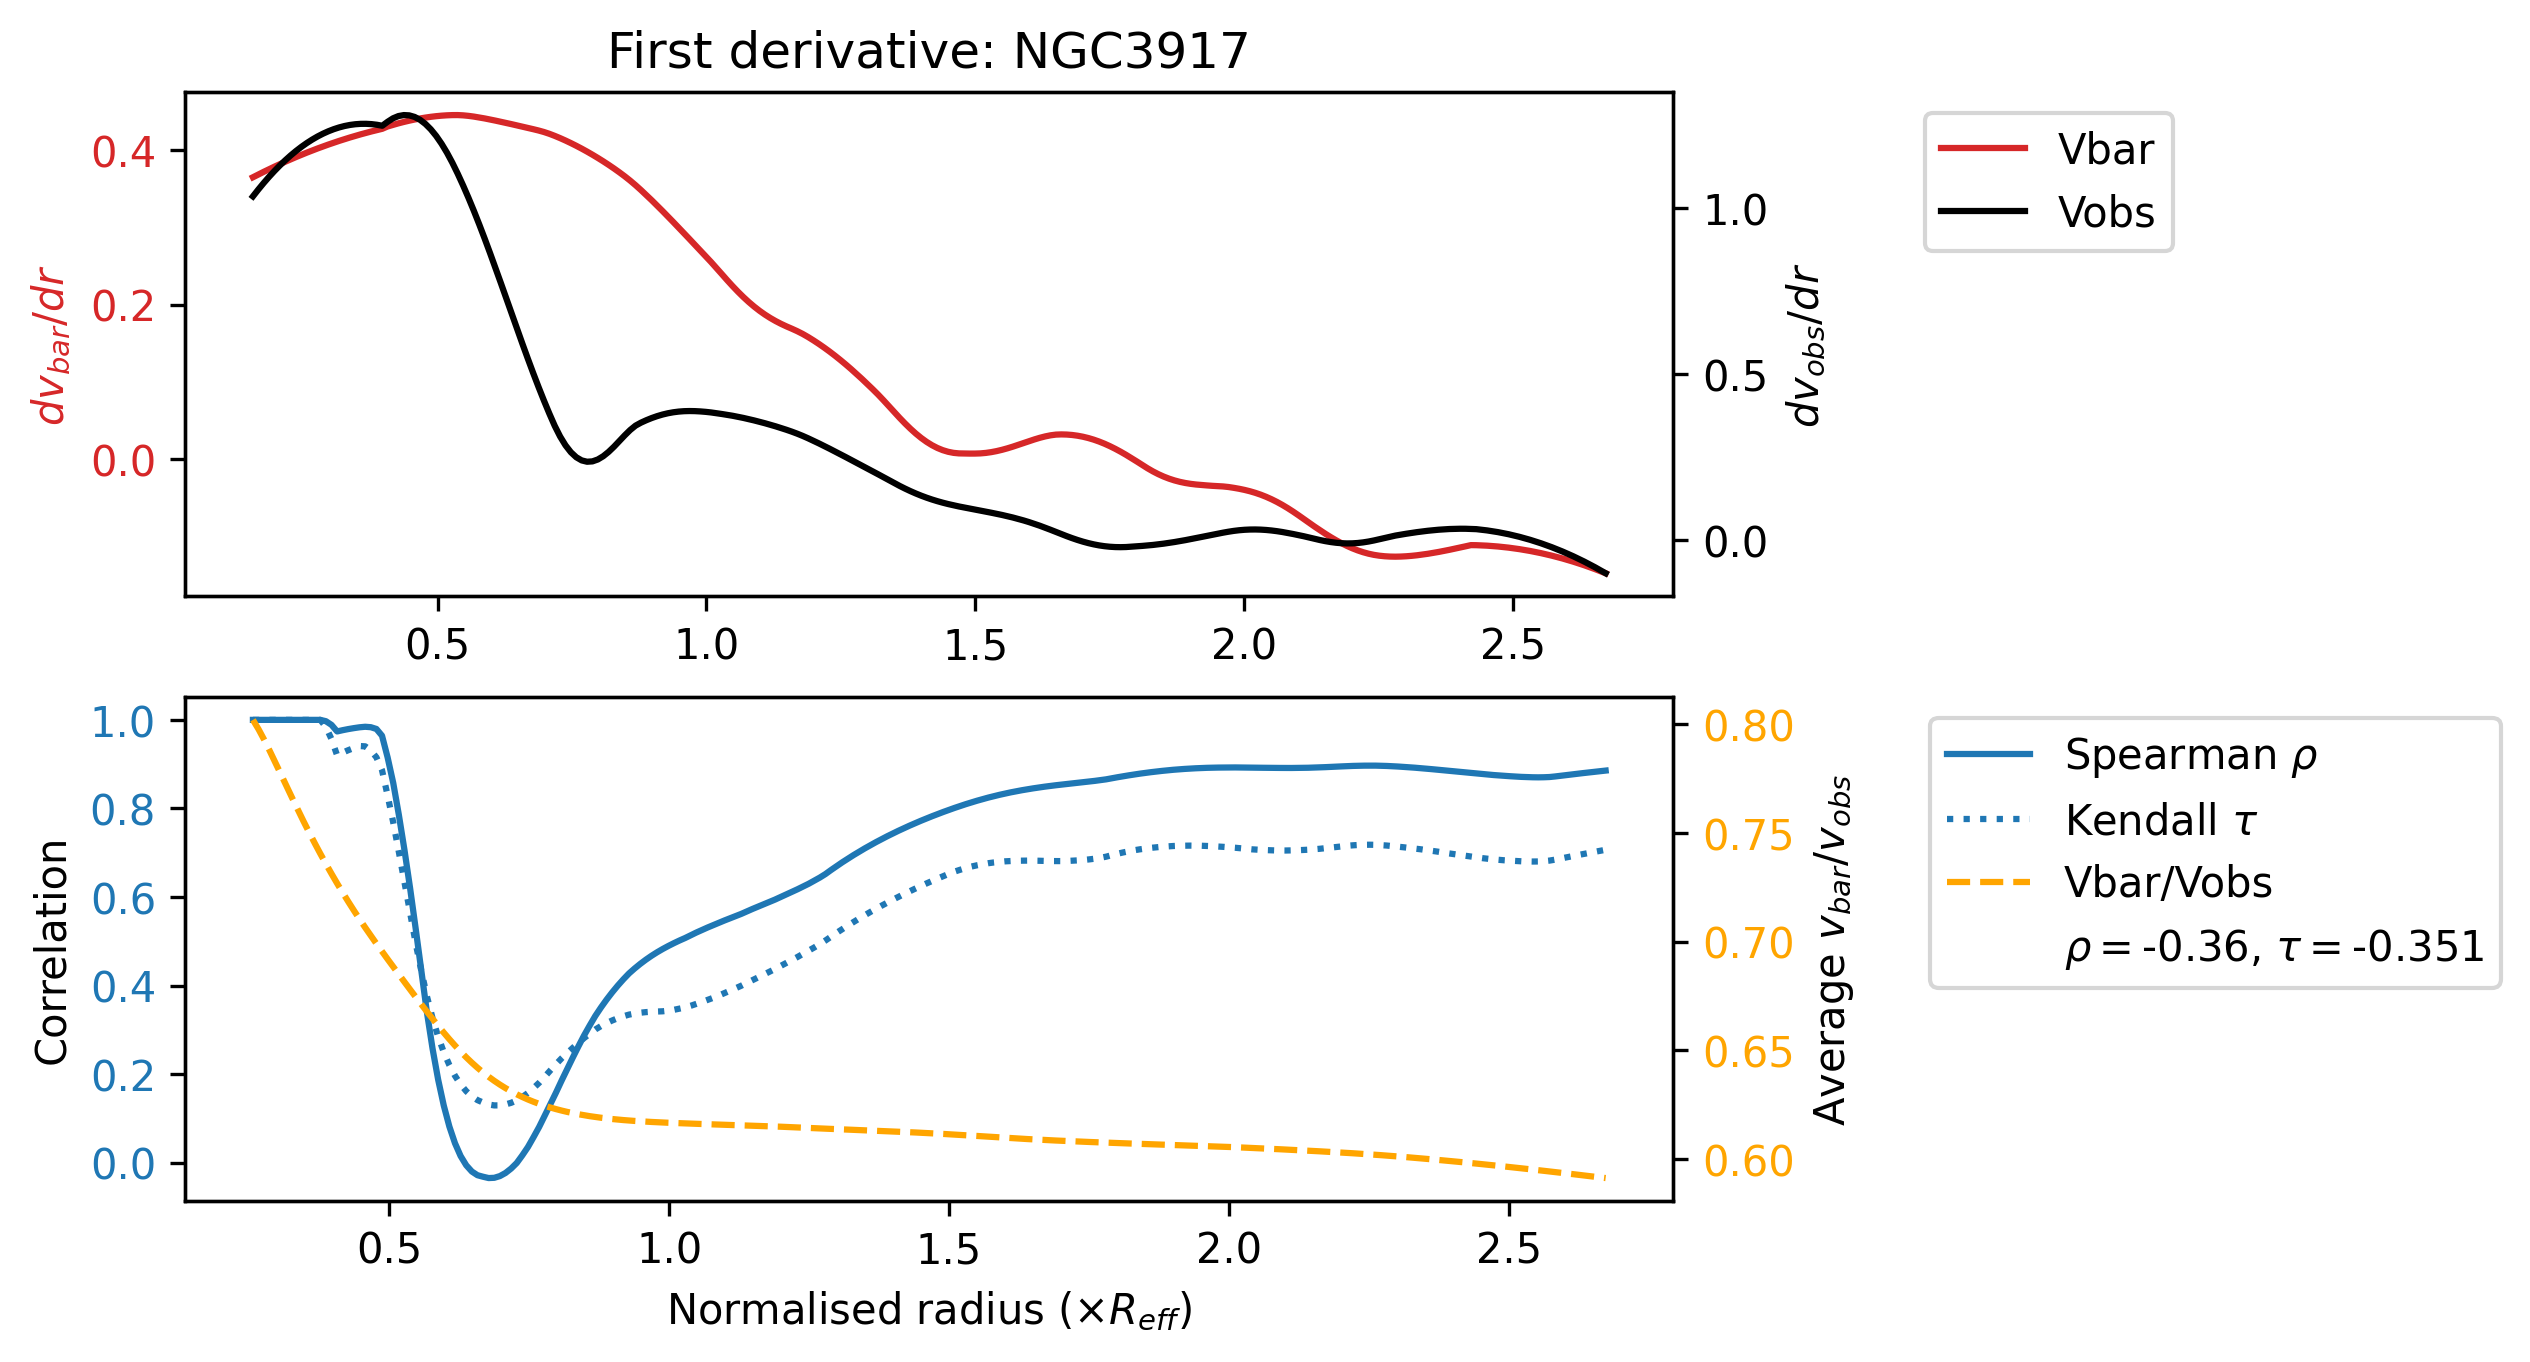 First derivative: NGC3917
0.4
0.2
0.0
dv_bar/dr
1.0
0.5
0.0
dv_obs/dr
0.5 1.0 1.5 2.0 2.5
Vbar
Vobs
1.0
0.8
0.6
0.4
0.2
0.0
Correlation
0.80
0.75
0.70
0.65
0.60
Average v_bar/v_obs
0.5 1.0 1.5 2.0 2.5
Normalised radius (×R_eff)
Spearman ρ
Kendall τ
Vbar/Vobs
ρ = -0.36, τ = -0.351